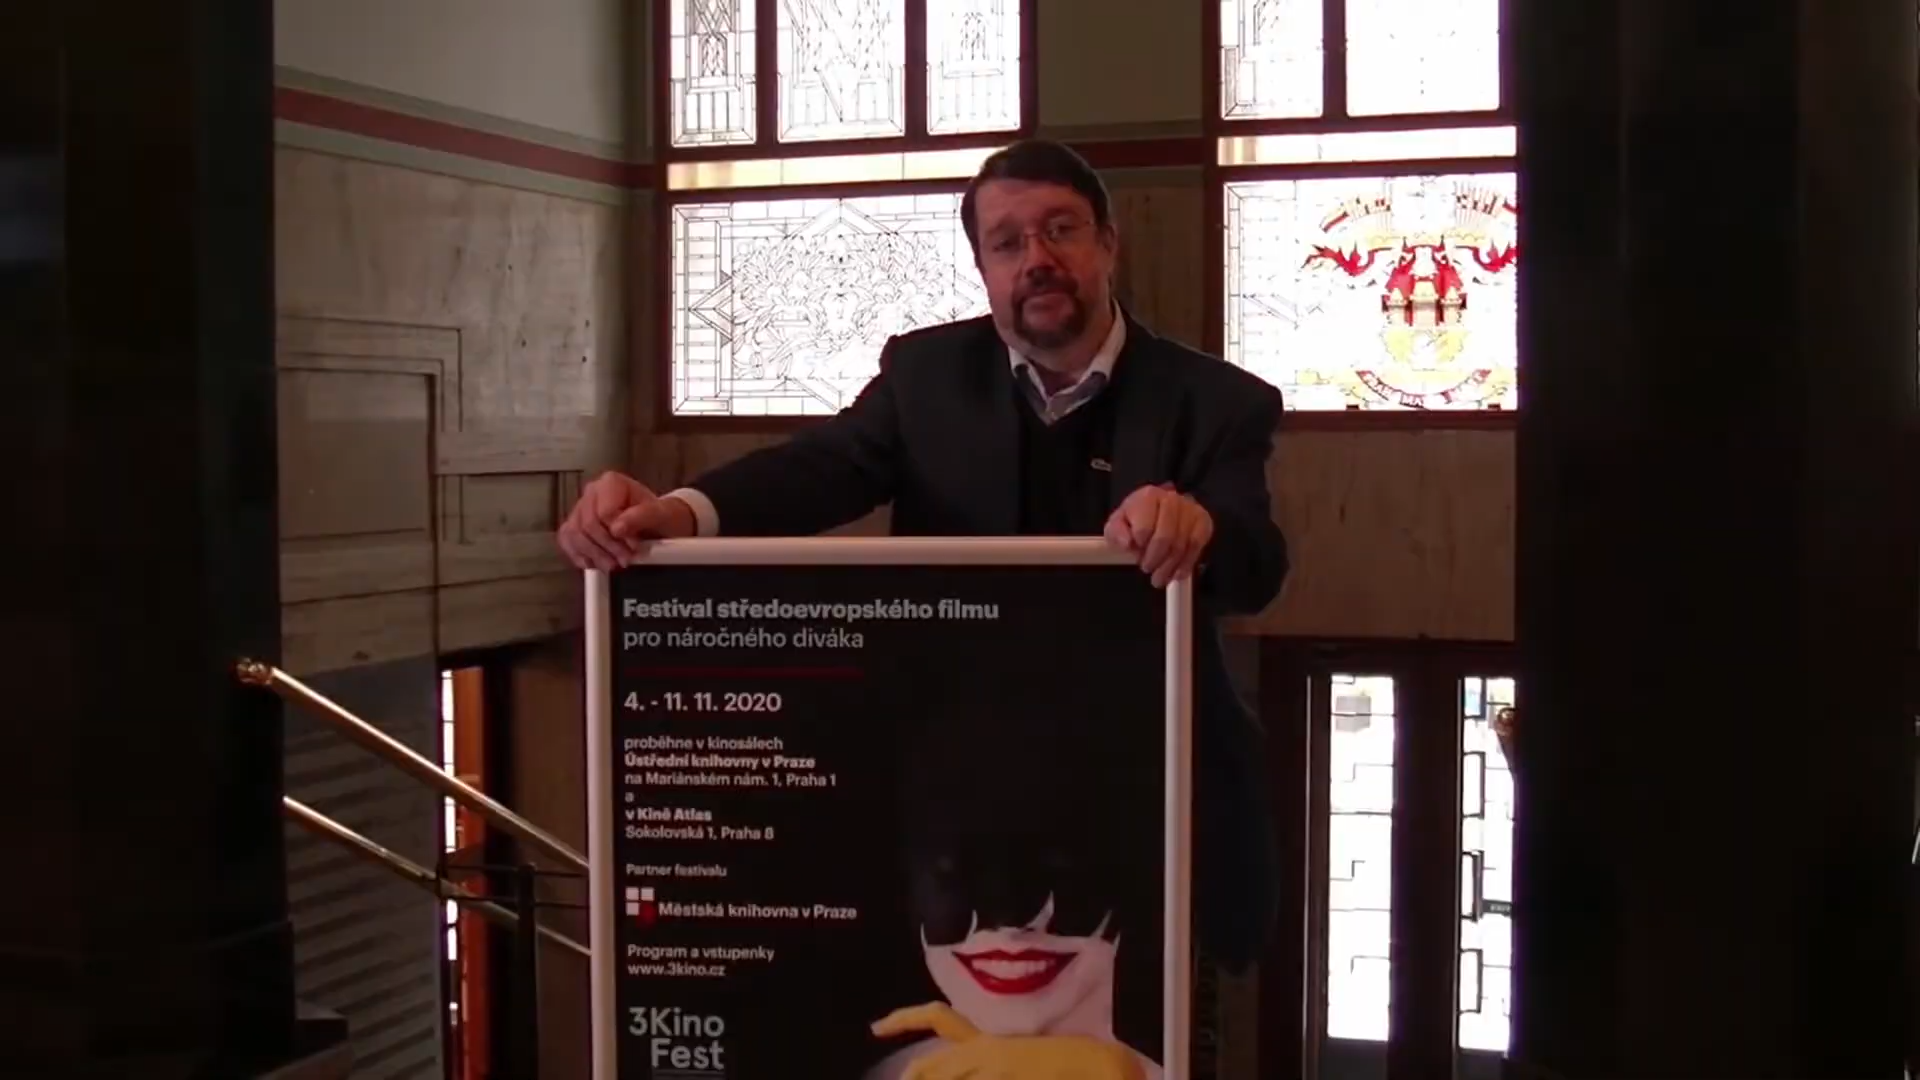 Festival středoevropského filmu
pro náročného diváka
4. - 11. 11. 2020
proběhne v kinosálech
Ústřední knihovny v Praze
na Mariánském nám. 1, Praha 1
a
v Kině Atlas
Sokolovská 1, Praha 8
Partner festivalu
Městská knihovna v Praze
Program a vstupenky
www.3kino.cz
3Kino
Fest